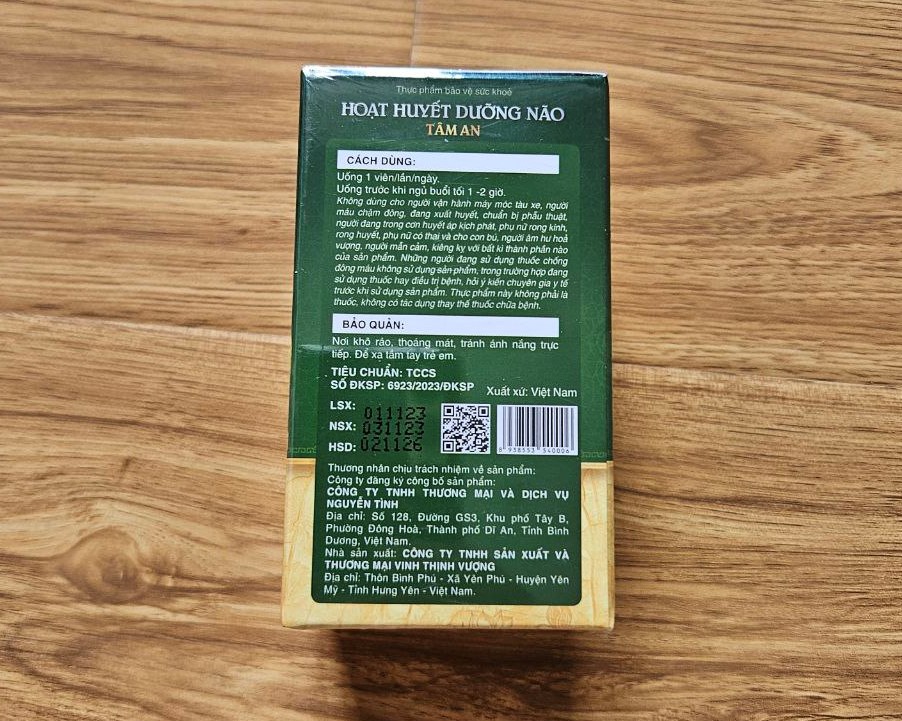 Thực phẩm bảo vệ sức khoẻ
HOẠT HUYẾT DƯỠNG NÃO
TÂM AN
CÁCH DÙNG:
Uống 1 viên/lần/ngày.
Uống trước khi ngủ buổi tối 1 -2 giờ.
Không dùng cho người vận hành máy móc tàu xe, người
máu chậm đông, đang xuất huyết, chuẩn bị phẫu thuật,
người đang trong cơn huyết áp kịch phát, phụ nữ rong kinh,
rong huyết, phụ nữ có thai và cho con bú, người âm hư hoả
vượng, người mẫn cảm, kiêng kỵ với bất kì thành phần nào
của sản phẩm. Những người đang sử dụng thuốc chống
đông máu không sử dụng sản phẩm, trong trường hợp đang
sử dụng thuốc hay điều trị bệnh, hỏi ý kiến chuyên gia y tế
trước khi sử dụng sản phẩm. Thực phẩm này không phải là
thuốc, không có tác dụng thay thế thuốc chữa bệnh.
BẢO QUẢN:
Nơi khô ráo, thoáng mát, tránh ánh nắng trực
tiếp. Để xa tầm tay trẻ em.
TIÊU CHUẨN: TCCS
SỐ ĐKSP: 6923/2023/ĐKSP
Xuất xứ: Việt Nam
LSX: 011123
NSX: 031123
HSD: 021126
8 938553 540006
Thương nhân chịu trách nhiệm về sản phẩm:
Công ty đăng ký công bố sản phẩm:
CÔNG TY TNHH THƯƠNG MẠI VÀ DỊCH VỤ
NGUYỄN TÌNH
Địa chỉ: Số 128, Đường GS3, Khu phố Tây B,
Phường Đông Hoà, Thành phố Dĩ An, Tỉnh Bình
Dương, Việt Nam.
Nhà sản xuất: CÔNG TY TNHH SẢN XUẤT VÀ
THƯƠNG MẠI VINH THỊNH VƯỢNG
Địa chỉ: Thôn Bình Phú - Xã Yên Phú - Huyện Yên
Mỹ - Tỉnh Hưng Yên - Việt Nam.